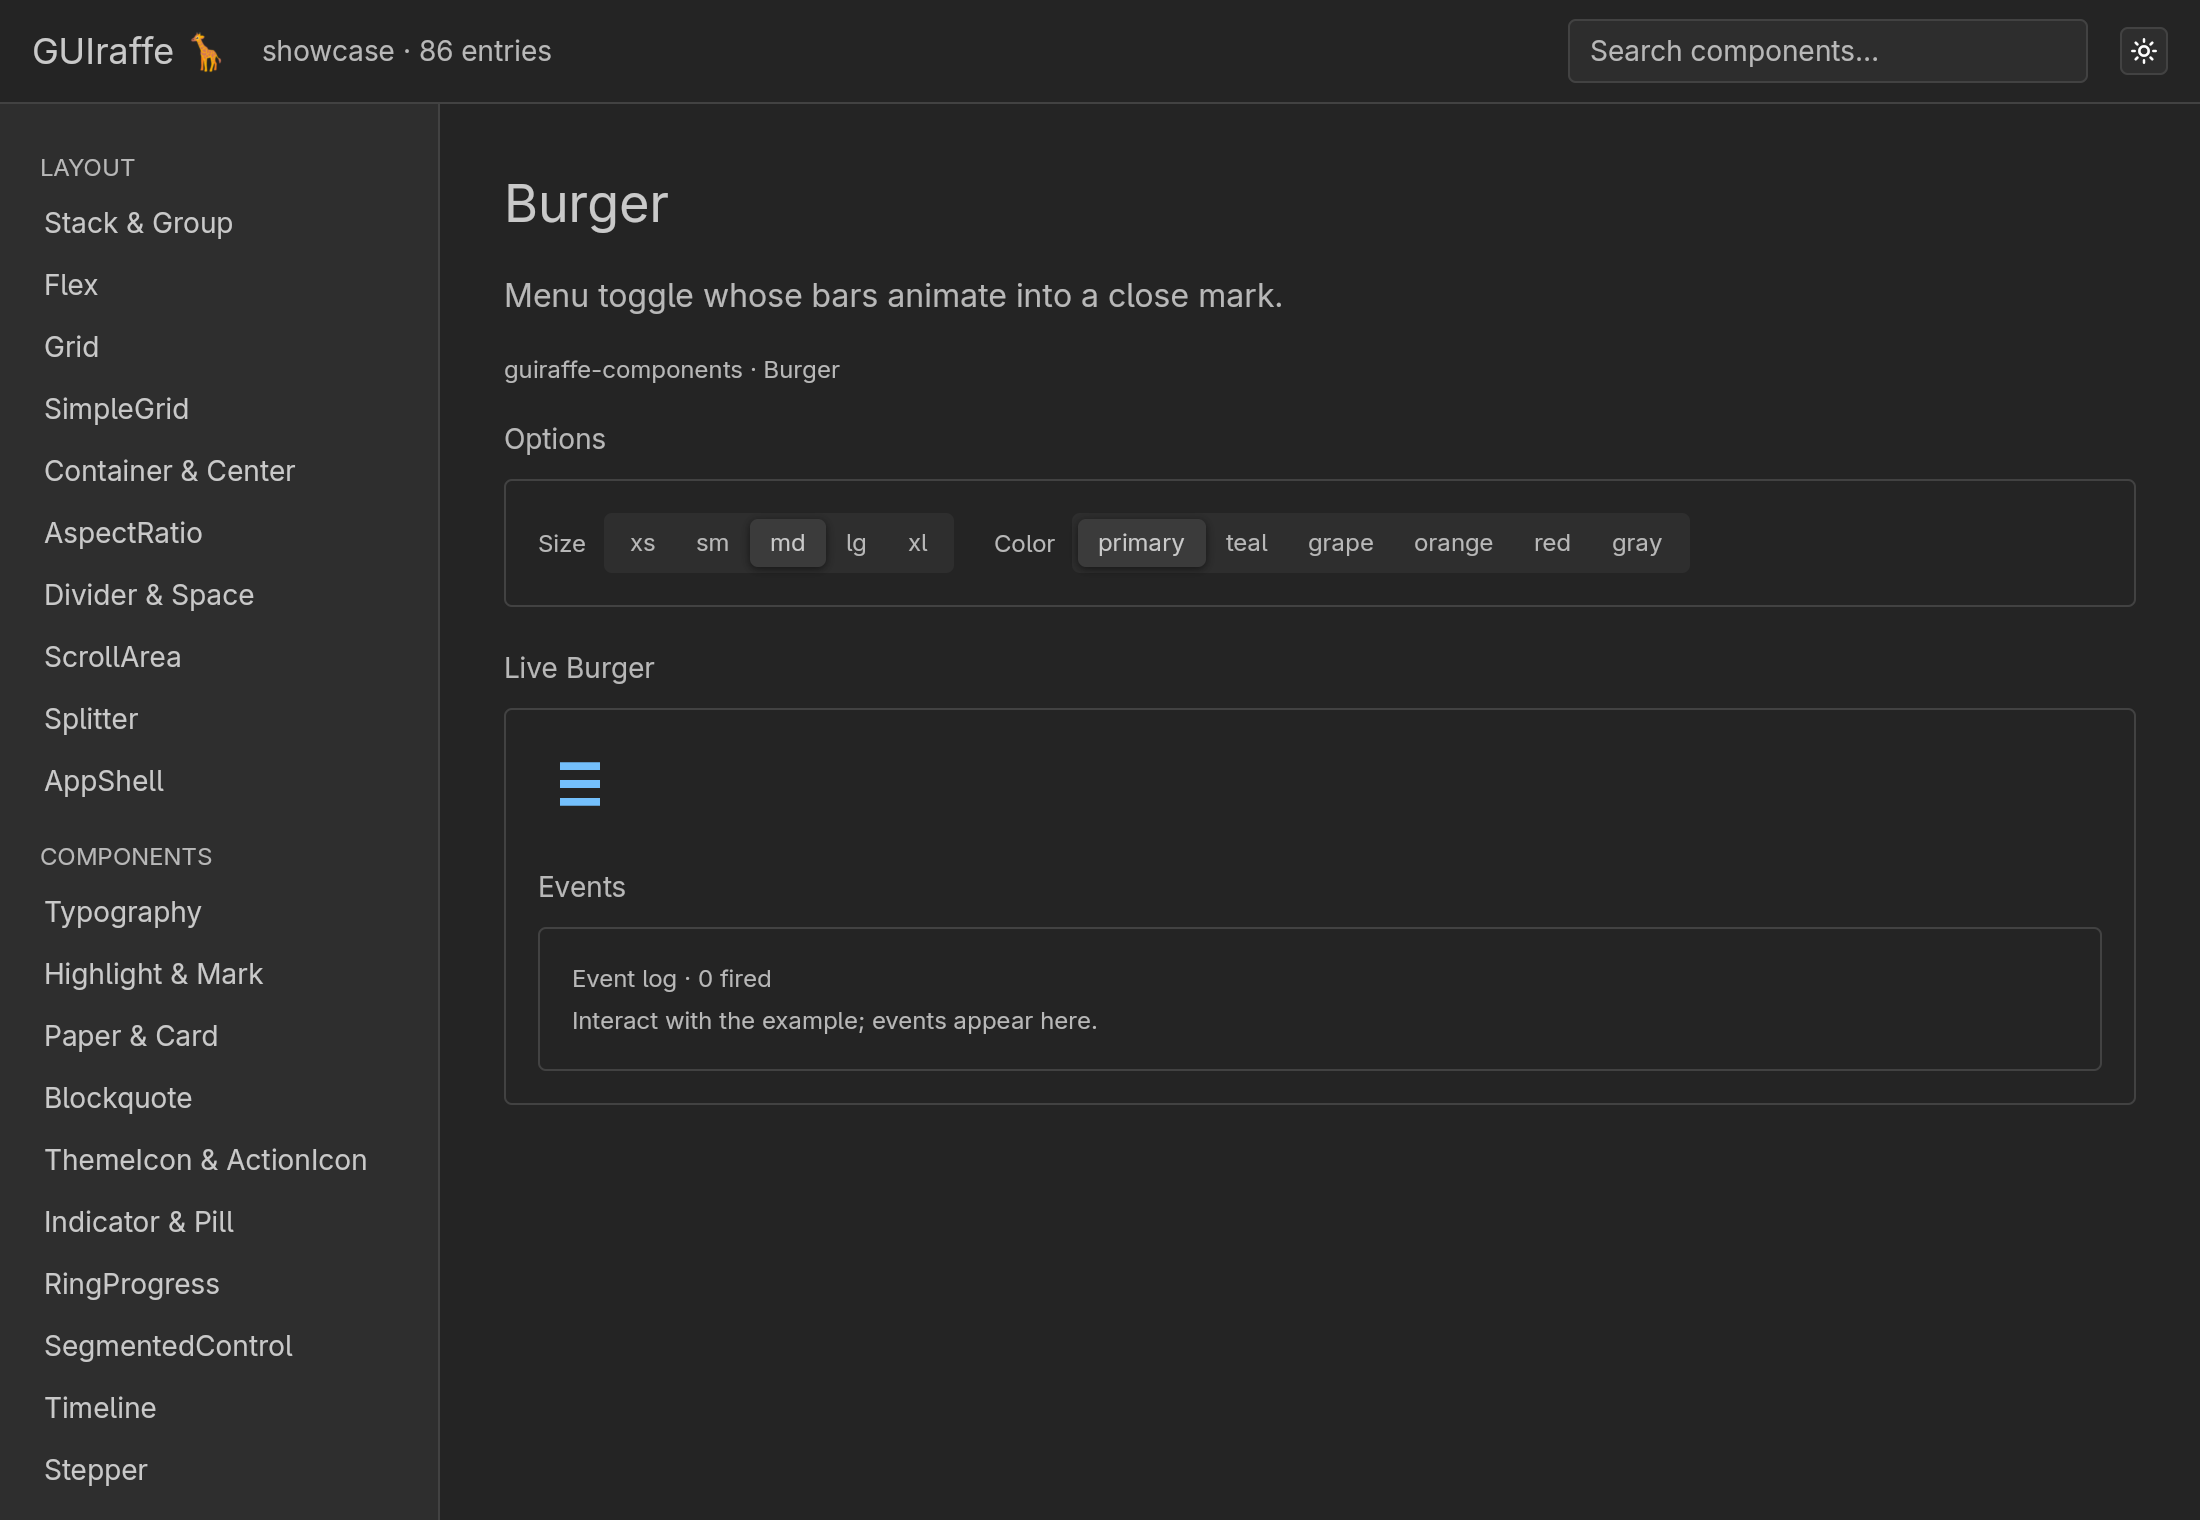 GUIraffe 🦒 showcase · 86 entries Search components...
LAYOUT
Stack & Group
Flex
Grid
SimpleGrid
Container & Center
AspectRatio
Divider & Space
ScrollArea
Splitter
AppShell
COMPONENTS
Typography
Highlight & Mark
Paper & Card
Blockquote
ThemeIcon & ActionIcon
Indicator & Pill
RingProgress
SegmentedControl
Timeline
Stepper
Burger
Menu toggle whose bars animate into a close mark.
guiraffe-components · Burger
Options
Size xs sm md lg xl Color primary teal grape orange red gray
Live Burger
Events
Event log · 0 fired
Interact with the example; events appear here.